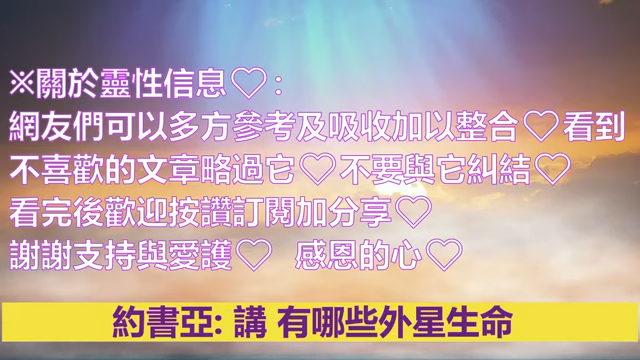 ※關於靈性信息♡:
網友們可以多方參考及吸收加以整合♡看到
不喜歡的文章略過它♡不要與它糾結♡
看完後歡迎按讚訂閱加分享♡
謝謝支持與愛護♡ 感恩的心♡
約書亞: 講 有哪些外星生命